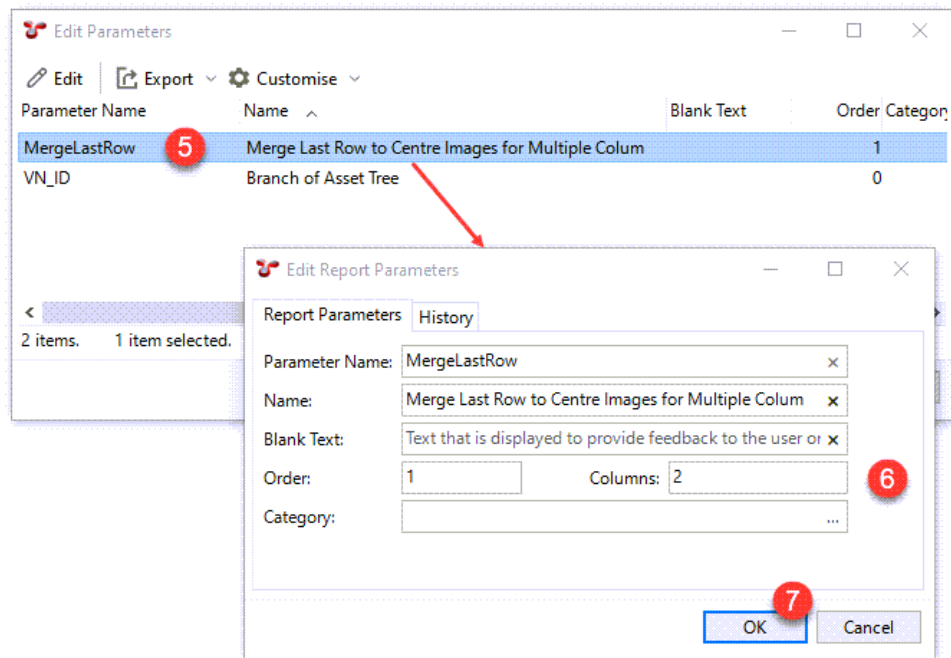 Edit Parameters
Edit Export Customise
Parameter Name Name Blank Text Order Categor
MergeLastRow 5 Merge Last Row to Centre Images for Multiple Colum 1
VN_ID Branch of Asset Tree 0
Edit Report Parameters
Report Parameters History
2 items. 1 item selected.
Parameter Name: MergeLastRow
Name: Merge Last Row to Centre Images for Multiple Colum
Blank Text: Text that is displayed to provide feedback to the user or
Order: 1 Columns: 2 6
Category: ...
7
OK Cancel